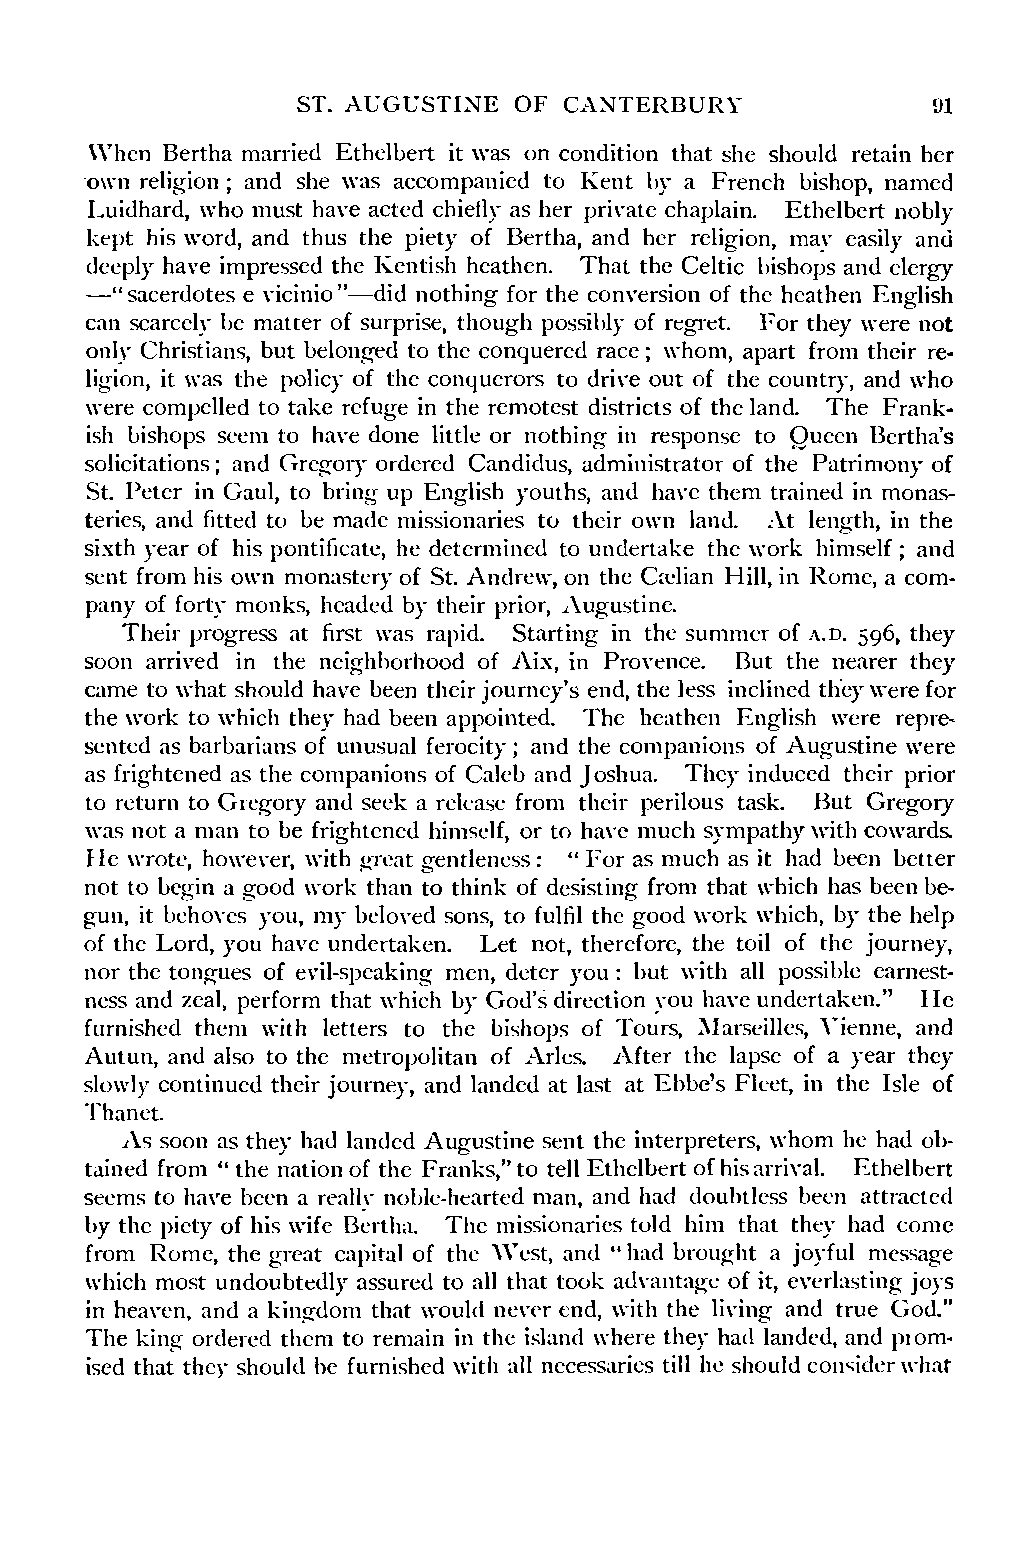 ST. AUGUSTINE OF CANTERBURY 91
When Bertha married Ethelbert it was on condition that she should retain her
own religion; and she was accompanied to Kent by a French bishop, named
Luidhard, who must have acted chiefly as her private chaplain. Ethelbert nobly
kept his word, and thus the piety of Bertha, and her religion, may easily and
deeply have impressed the Kentish heathen. That the Celtic bishops and clergy
—"sacerdotes e vicinio"—did nothing for the conversion of the heathen English
can scarcely be matter of surprise, though possibly of regret. For they were not
only Christians, but belonged to the conquered race; whom, apart from their re-
ligion, it was the policy of the conquerors to drive out of the country, and who
were compelled to take refuge in the remotest districts of the land. The Frank-
ish bishops seem to have done little or nothing in response to Queen Bertha's
solicitations; and Gregory ordered Candidus, administrator of the Patrimony of
St. Peter in Gaul, to bring up English youths, and have them trained in monas-
teries, and fitted to be made missionaries to their own land. At length, in the
sixth year of his pontificate, he determined to undertake the work himself; and
sent from his own monastery of St. Andrew, on the Cælian Hill, in Rome, a com-
pany of forty monks, headed by their prior, Augustine.
Their progress at first was rapid. Starting in the summer of A.D. 596, they
soon arrived in the neighborhood of Aix, in Provence. But the nearer they
came to what should have been their journey's end, the less inclined they were for
the work to which they had been appointed. The heathen English were repre-
sented as barbarians of unusual ferocity; and the companions of Augustine were
as frightened as the companions of Caleb and Joshua. They induced their prior
to return to Gregory and seek a release from their perilous task. But Gregory
was not a man to be frightened himself, or to have much sympathy with cowards.
He wrote, however, with great gentleness: "For as much as it had been better
not to begin a good work than to think of desisting from that which has been be-
gun, it behoves you, my beloved sons, to fulfil the good work which, by the help
of the Lord, you have undertaken. Let not, therefore, the toil of the journey,
nor the tongues of evil-speaking men, deter you: but with all possible earnest-
ness and zeal, perform that which by God's direction you have undertaken." He
furnished them with letters to the bishops of Tours, Marseilles, Vienne, and
Autun, and also to the metropolitan of Arles. After the lapse of a year they
slowly continued their journey, and landed at last at Ebbe's Fleet, in the Isle of
Thanet.
As soon as they had landed Augustine sent the interpreters, whom he had ob-
tained from "the nation of the Franks," to tell Ethelbert of his arrival. Ethelbert
seems to have been a really noble-hearted man, and had doubtless been attracted
by the piety of his wife Bertha. The missionaries told him that they had come
from Rome, the great capital of the West, and "had brought a joyful message
which most undoubtedly assured to all that took advantage of it, everlasting joys
in heaven, and a kingdom that would never end, with the living and true God."
The king ordered them to remain in the island where they had landed, and prom-
ised that they should be furnished with all necessaries till he should consider what